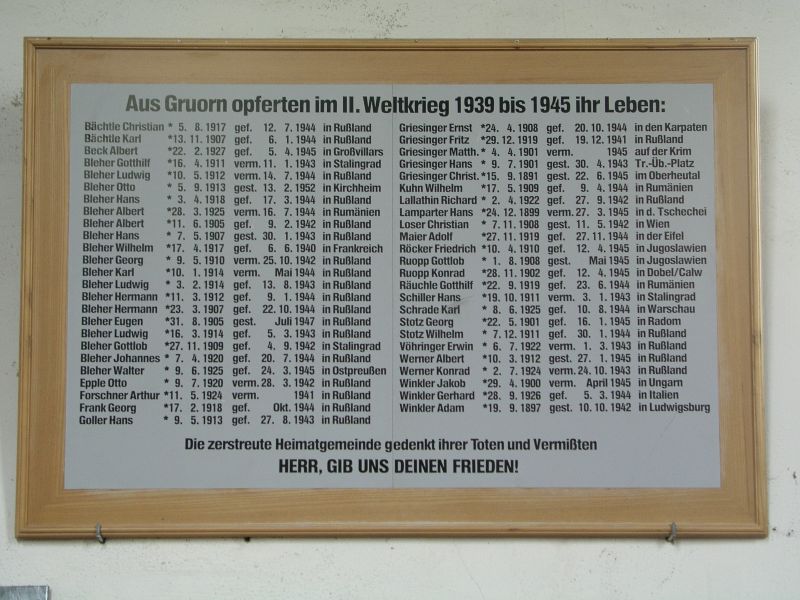 Aus Gruorn opferten im II. Weltkrieg 1939 bis 1945 ihr Leben:
Bächtle Christian * 5. 8. 1917 gef. 12. 7. 1944 in Rußland
Bächtle Karl *13. 11. 1907 gef. 6. 1. 1944 in Rußland
Beck Albert *22. 2. 1927 gef. 5. 4. 1945 in Großvillars
Bleher Gotthilf *16. 4. 1911 verm. 11. 1. 1943 in Stalingrad
Bleher Ludwig *10. 5. 1912 verm. 14. 7. 1944 in Rußland
Bleher Otto * 5. 9. 1913 gest. 13. 2. 1952 in Kirchheim
Bleher Hans * 3. 4. 1918 gef. 17. 3. 1944 in Rußland
Bleher Albert *28. 3. 1925 verm. 16. 7. 1944 in Rumänien
Bleher Albert *11. 6. 1905 gef. 9. 2. 1942 in Rußland
Bleher Hans * 7. 5. 1907 gest. 30. 1. 1943 in Rußland
Bleher Wilhelm *17. 4. 1917 gef. 6. 6. 1940 in Frankreich
Bleher Georg * 9. 5. 1910 verm. 25. 10. 1942 in Rußland
Bleher Karl *10. 1. 1914 verm. Mai 1944 in Rußland
Bleher Ludwig * 3. 2. 1914 gef. 13. 8. 1943 in Rußland
Bleher Hermann *11. 3. 1912 gef. 9. 1. 1944 in Rußland
Bleher Hermann *23. 3. 1907 gef. 22. 10. 1944 in Rußland
Bleher Eugen *31. 8. 1905 gest. Juli 1947 in Rußland
Bleher Ludwig *16. 3. 1914 gef. 5. 3. 1943 in Rußland
Bleher Gottlob *27. 11. 1909 gef. 4. 9. 1942 in Stalingrad
Bleher Johannes * 7. 4. 1920 gef. 20. 7. 1944 in Rußland
Bleher Walter * 9. 6. 1925 gef. 24. 3. 1945 in Ostpreußen
Epple Otto * 9. 7. 1920 verm. 28. 3. 1942 in Rußland
Forschner Arthur *11. 5. 1924 verm. 1941 in Rußland
Frank Georg *17. 2. 1918 gef. Okt. 1944 in Rußland
Goller Hans * 9. 5. 1913 gef. 27. 8. 1943 in Rußland
Griesinger Ernst *24. 4. 1908 gef. 20. 10. 1944 in den Karpaten
Griesinger Fritz *29. 12. 1919 gef. 19. 12. 1941 in Rußland
Griesinger Matth. * 4. 4. 1901 verm. 1945 auf der Krim
Griesinger Hans * 9. 7. 1901 gest. 30. 4. 1943 Tr.-Üb.-Platz
Griesinger Christ. *15. 9. 1891 gest. 22. 6. 1945 im Oberheutal
Kuhn Wilhelm *17. 5. 1909 gef. 9. 4. 1944 in Rumänien
Lallathin Richard * 2. 4. 1922 gef. 27. 9. 1942 in Rußland
Lamparter Hans *24. 12. 1899 verm. 27. 3. 1945 in d. Tschechei
Loser Christian * 7. 11. 1908 gest. 11. 5. 1942 in Wien
Maier Adolf *27. 11. 1919 gef. 27. 11. 1944 in der Eifel
Röcker Friedrich *10. 4. 1910 gef. 12. 4. 1945 in Jugoslawien
Ruopp Gottlob * 1. 8. 1908 gest. Mai 1945 in Jugoslawien
Ruopp Konrad *28. 11. 1902 gef. 12. 4. 1945 in Dobel/Calw
Räuchle Gotthilf *22. 9. 1919 gef. 23. 6. 1944 in Rumänien
Schiller Hans *19. 10. 1911 verm. 3. 1. 1943 in Stalingrad
Schrade Karl * 8. 6. 1925 gef. 10. 8. 1944 in Warschau
Stotz Georg *22. 5. 1901 gef. 16. 1. 1945 in Radom
Stotz Wilhelm * 7. 12. 1911 gef. 30. 1. 1944 in Rußland
Vöhringer Erwin * 6. 7. 1922 verm. 1. 3. 1943 in Rußland
Werner Albert *10. 3. 1912 gest. 27. 1. 1945 in Rußland
Werner Konrad * 2. 7. 1924 verm. 24. 10. 1943 in Rußland
Winkler Jakob *29. 4. 1900 verm. April 1945 in Ungarn
Winkler Gerhard *28. 9. 1926 gef. 5. 3. 1944 in Italien
Winkler Adam *19. 9. 1897 gest. 10. 10. 1942 in Ludwigsburg
Die zerstreute Heimatgemeinde gedenkt ihrer Toten und Vermißten
HERR, GIB UNS DEINEN FRIEDEN!